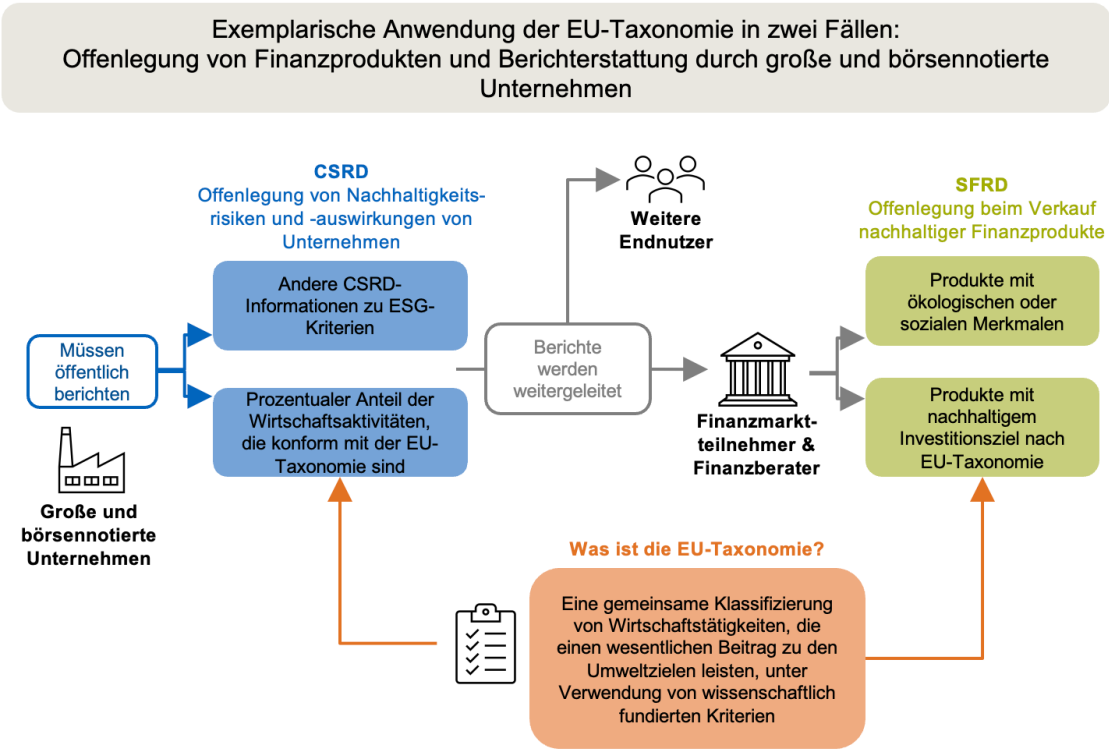 Exemplarische Anwendung der EU-Taxonomie in zwei Fällen:
Offenlegung von Finanzprodukten und Berichterstattung durch große und börsennotierte
Unternehmen
CSRD
Offenlegung von Nachhaltigkeits-
risiken und -auswirkungen von
Unternehmen
Weitere
Endnutzer
SFRD
Offenlegung beim Verkauf
nachhaltiger Finanzprodukte
Müssen
öffentlich
berichten
Andere CSRD-
Informationen zu ESG-
Kriterien
Prozentualer Anteil der
Wirtschaftsaktivitäten,
die konform mit der EU-
Taxonomie sind
Berichte
werden
weitergeleitet
Produkte mit
ökologischen oder
sozialen Merkmalen
Produkte mit
nachhaltigem
Investitionsziel nach
EU-Taxonomie
Finanzmarkt-
teilnehmer &
Finanzberater
Große und
börsennotierte
Unternehmen
Was ist die EU-Taxonomie?
Eine gemeinsame Klassifizierung
von Wirtschaftstätigkeiten, die
einen wesentlichen Beitrag zu den
Umweltzielen leisten, unter
Verwendung von wissenschaftlich
fundierten Kriterien